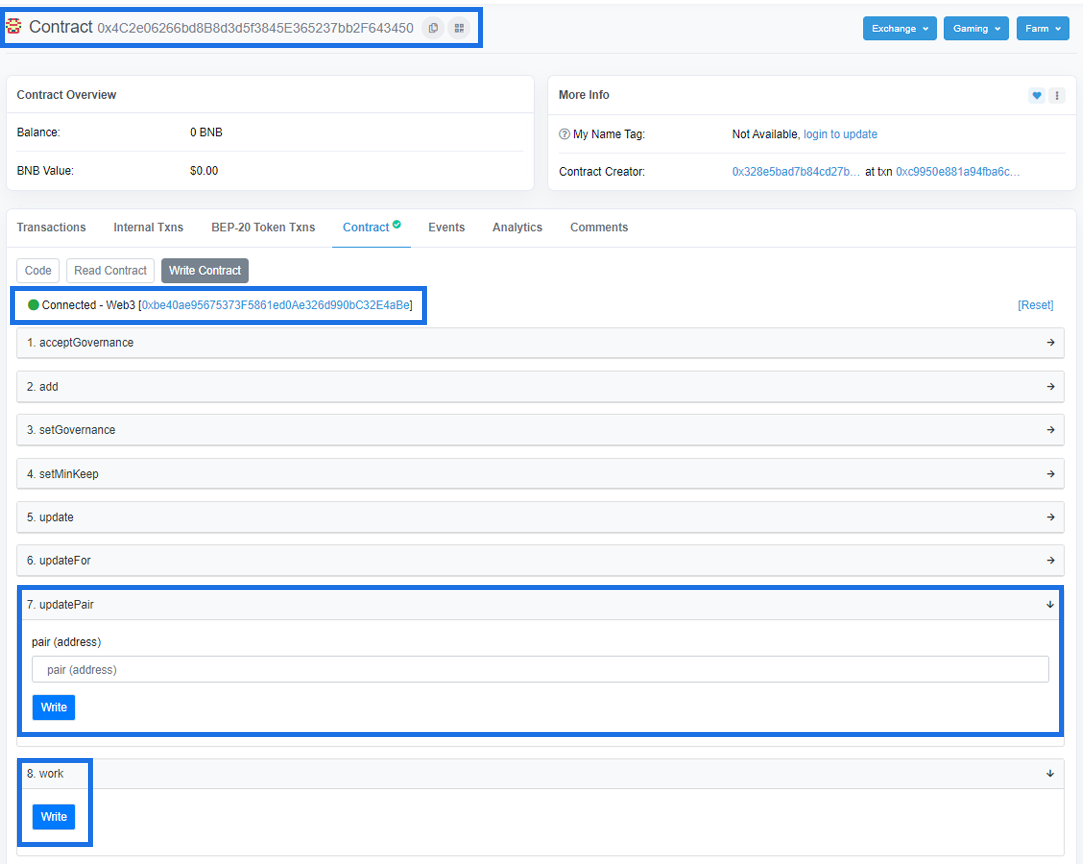 Contract 0x4C2e06266bd8B8d3d5f3845E365237bb2F643450
Exchange Gaming Farm
Contract Overview
Balance: 0 BNB
BNB Value: $0.00
More Info
My Name Tag: Not Available, login to update
Contract Creator: 0x328e5bad7b84cd27b... at txn 0xc9950e881a94fba6c...
Transactions Internal Txns BEP-20 Token Txns Contract Events Analytics Comments
Code Read Contract Write Contract
Connected - Web3 [0xbe40ae95675373F5861ed0Ae326d990bC32E4aBe] [Reset]
1. acceptGovernance
2. add
3. setGovernance
4. setMinKeep
5. update
6. updateFor
7. updatePair
pair (address)
pair (address)
Write
8. work
Write